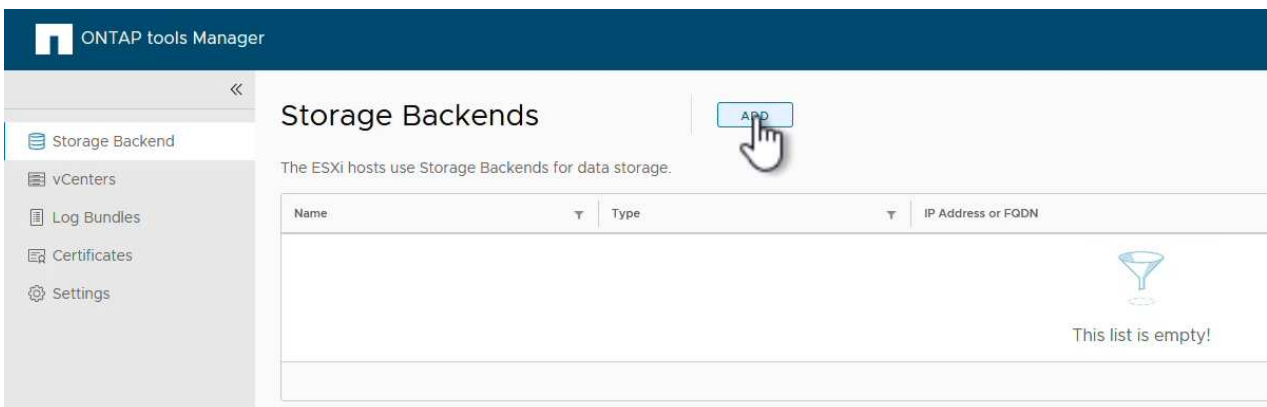 ONTAP tools Manager
Storage Backends
ADD
Storage Backend
The ESXi hosts use Storage Backends for data storage.
vCenters
Name
Type
IP Address or FQDN
Log Bundles
Certificates
Settings
This list is empty!